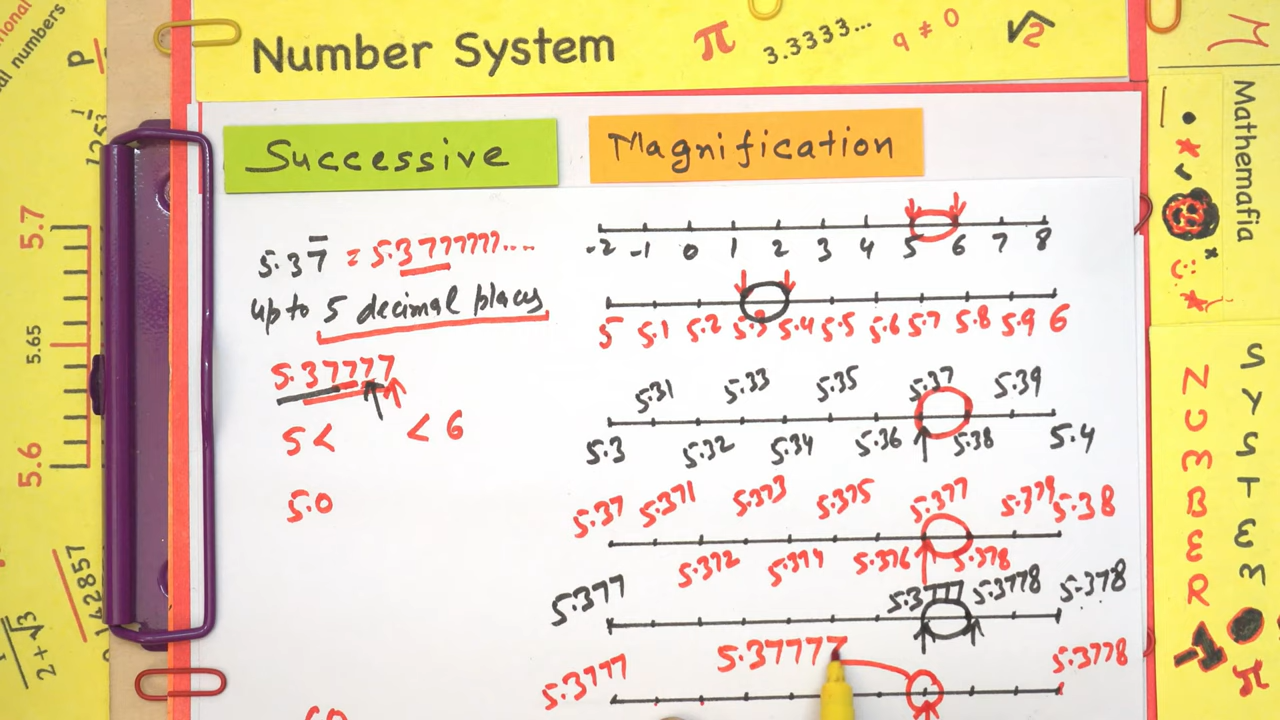 Number System π 3.3333... q ≠ 0 √2
Successive Magnification
5.37̅ = 5.3777777....
up to 5 decimal places
5.37777
5 < < 6
5.0
-2 -1 0 1 2 3 4 5 6 7 8
5 5.1 5.2 5.3 5.4 5.5 5.6 5.7 5.8 5.9 6
5.31 5.33 5.35 5.37 5.39
5.3 5.32 5.34 5.36 5.38 5.4
5.37 5.371 5.373 5.375 5.377 5.379 5.38
5.372 5.374 5.376 5.378
5.377 5.3777 5.3778 5.378
5.3777 5.37777 5.3778
numbers
P
5.7
5.65
5.6
142857
2+√3
Mathemafia
NUMBER
SYSTEM
π